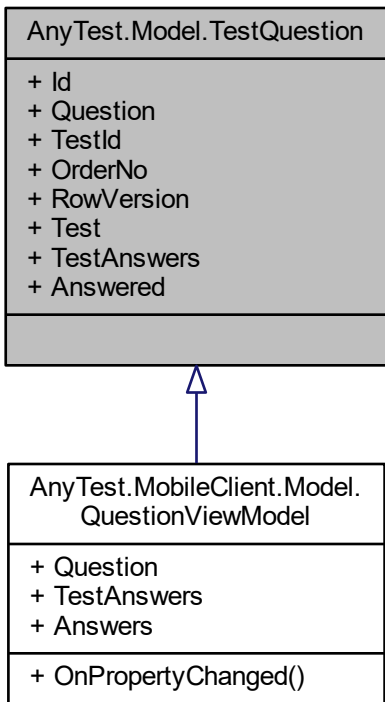 AnyTest.Model.TestQuestion
+ Id
+ Question
+ TestId
+ OrderNo
+ RowVersion
+ Test
+ TestAnswers
+ Answered
AnyTest.MobileClient.Model.
QuestionViewModel
+ Question
+ TestAnswers
+ Answers
+ OnPropertyChanged()